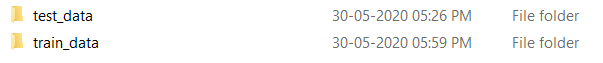 test_data 30-05-2020 05:26 PM File folder
train_data 30-05-2020 05:59 PM File folder